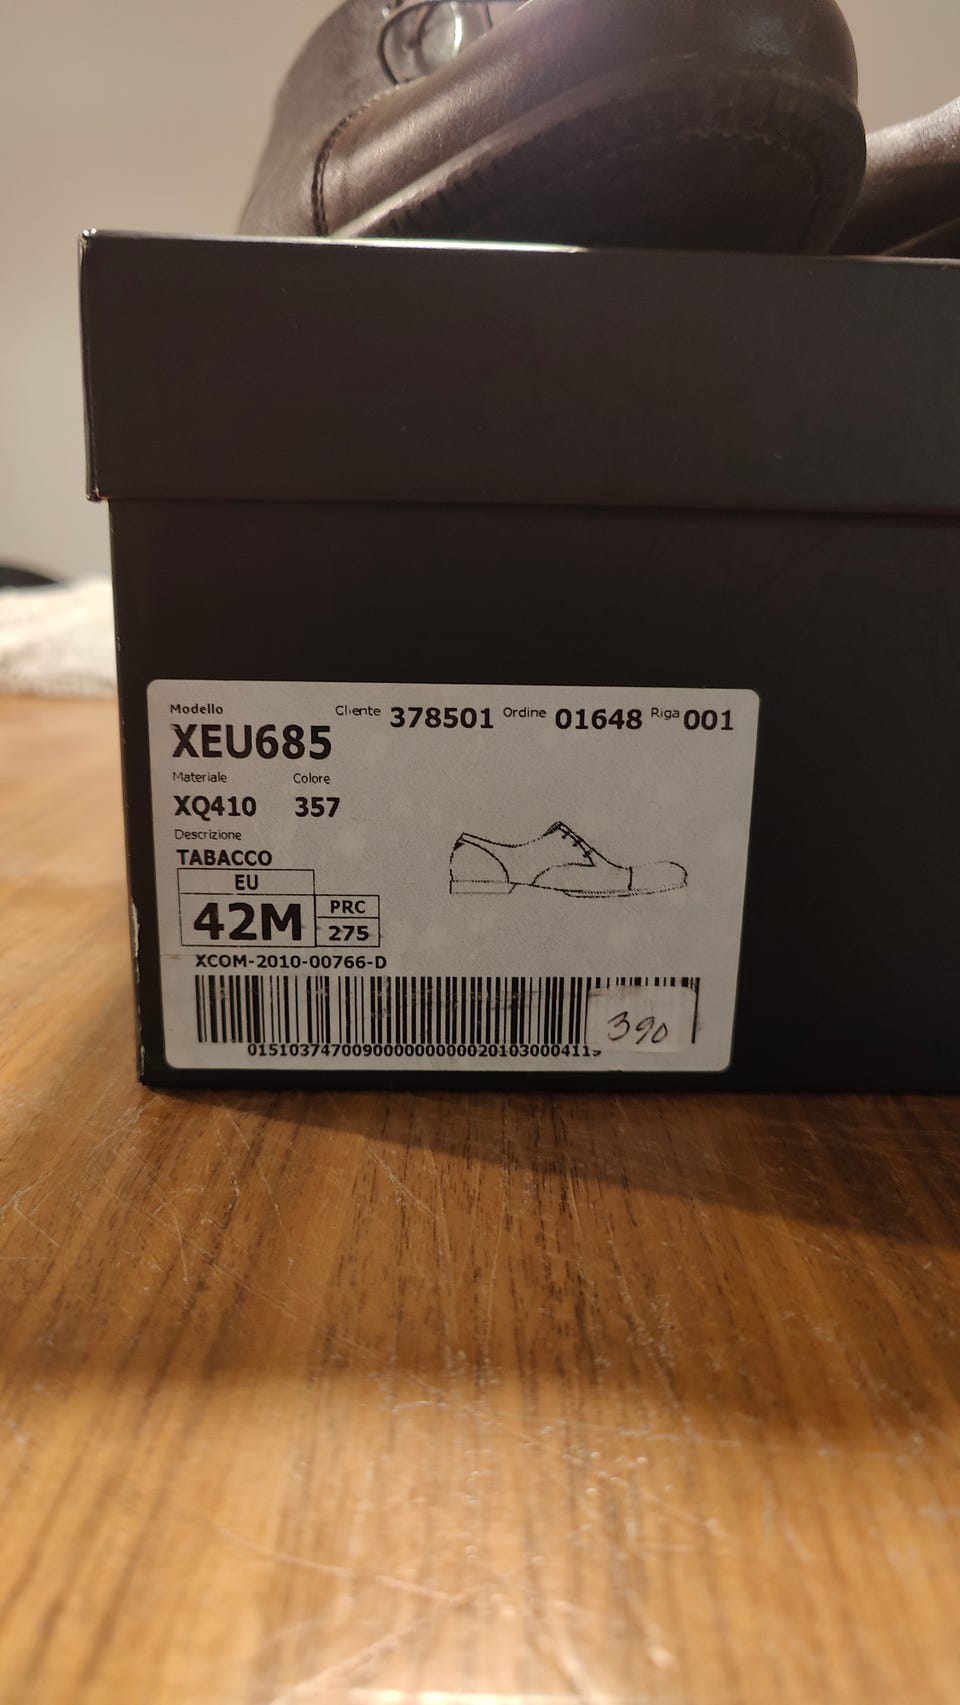 Modello Cliente 378501 Ordine 01648 Riga 001
XEU685
Materiale Colore
XQ410 357
Descrizione
TABACCO
EU
42M PRC
275
XCOM-2010-00766-D
390